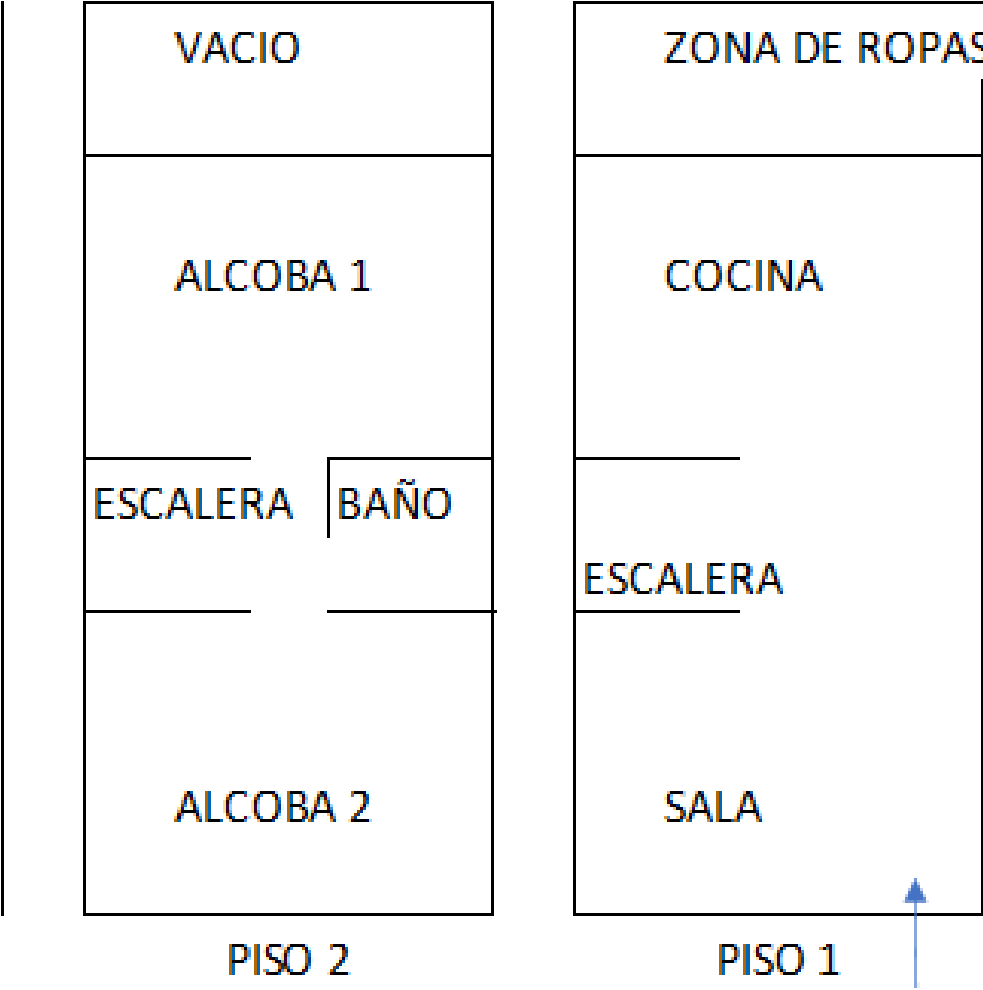 VACIO
ZONA DE ROPAS
ALCOBA 1
COCINA
ESCALERA
BAÑO
ESCALERA
ALCOBA 2
SALA
PISO 2
PISO 1